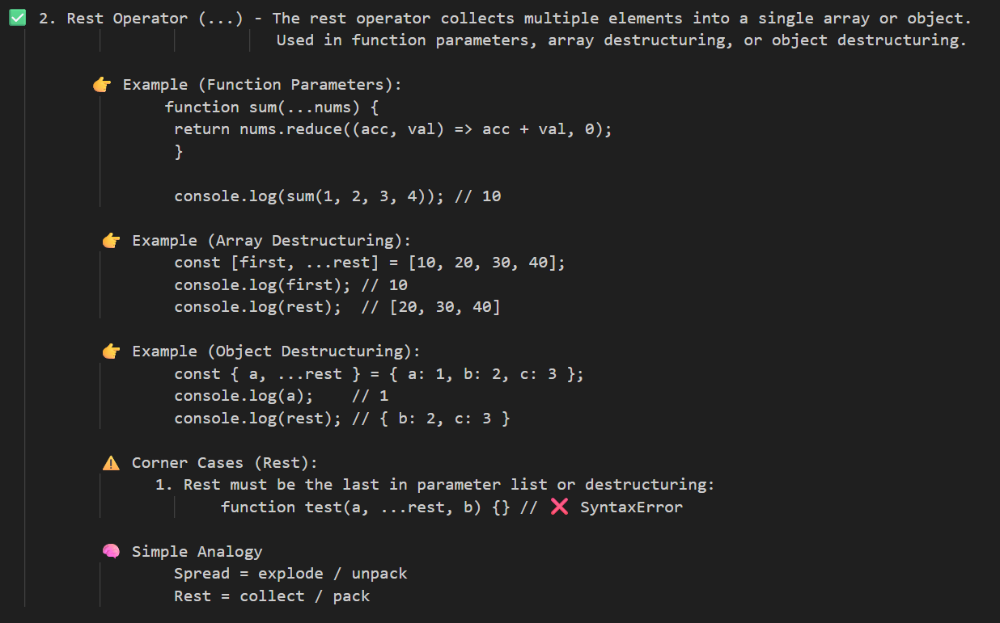 ✅ 2. Rest Operator (...) - The rest operator collects multiple elements into a single array or object.
Used in function parameters, array destructuring, or object destructuring.
👉 Example (Function Parameters):
function sum(...nums) {
return nums.reduce((acc, val) => acc + val, 0);
}
console.log(sum(1, 2, 3, 4)); // 10
👉 Example (Array Destructuring):
const [first, ...rest] = [10, 20, 30, 40];
console.log(first); // 10
console.log(rest);  // [20, 30, 40]
👉 Example (Object Destructuring):
const { a, ...rest } = { a: 1, b: 2, c: 3 };
console.log(a);    // 1
console.log(rest); // { b: 2, c: 3 }
⚠️ Corner Cases (Rest):
1. Rest must be the last in parameter list or destructuring:
function test(a, ...rest, b) {} // ❌ SyntaxError
🧠 Simple Analogy
Spread = explode / unpack
Rest = collect / pack